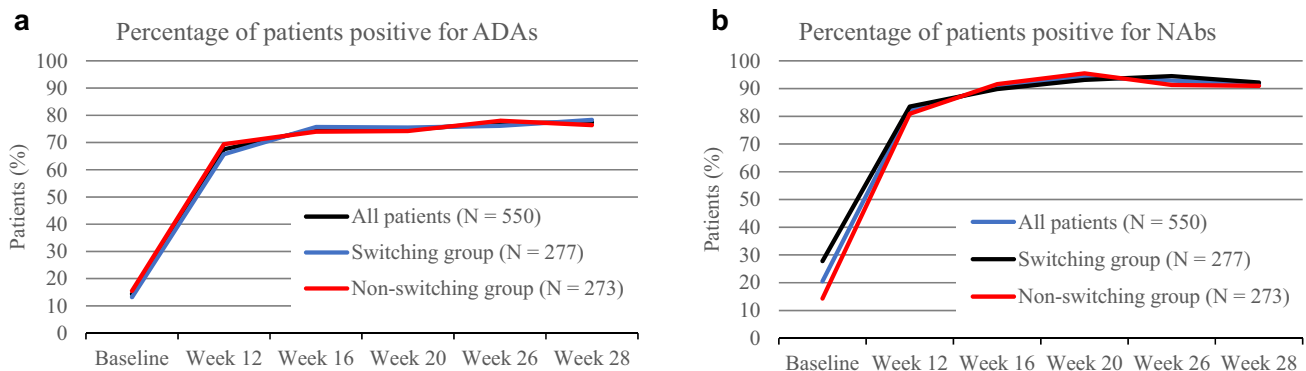 a
Percentage of patients positive for ADAs
100
90
80
70
60
50
40
30
20
10
0
Patients (%)
All patients (N = 550)
Switching group (N = 277)
Non-switching group (N = 273)
Baseline Week 12 Week 16 Week 20 Week 26 Week 28
b
Percentage of patients positive for NAbs
100
90
80
70
60
50
40
30
20
10
0
Patients (%)
All patients (N = 550)
Switching group (N = 277)
Non-switching group (N = 273)
Baseline Week 12 Week 16 Week 20 Week 26 Week 28